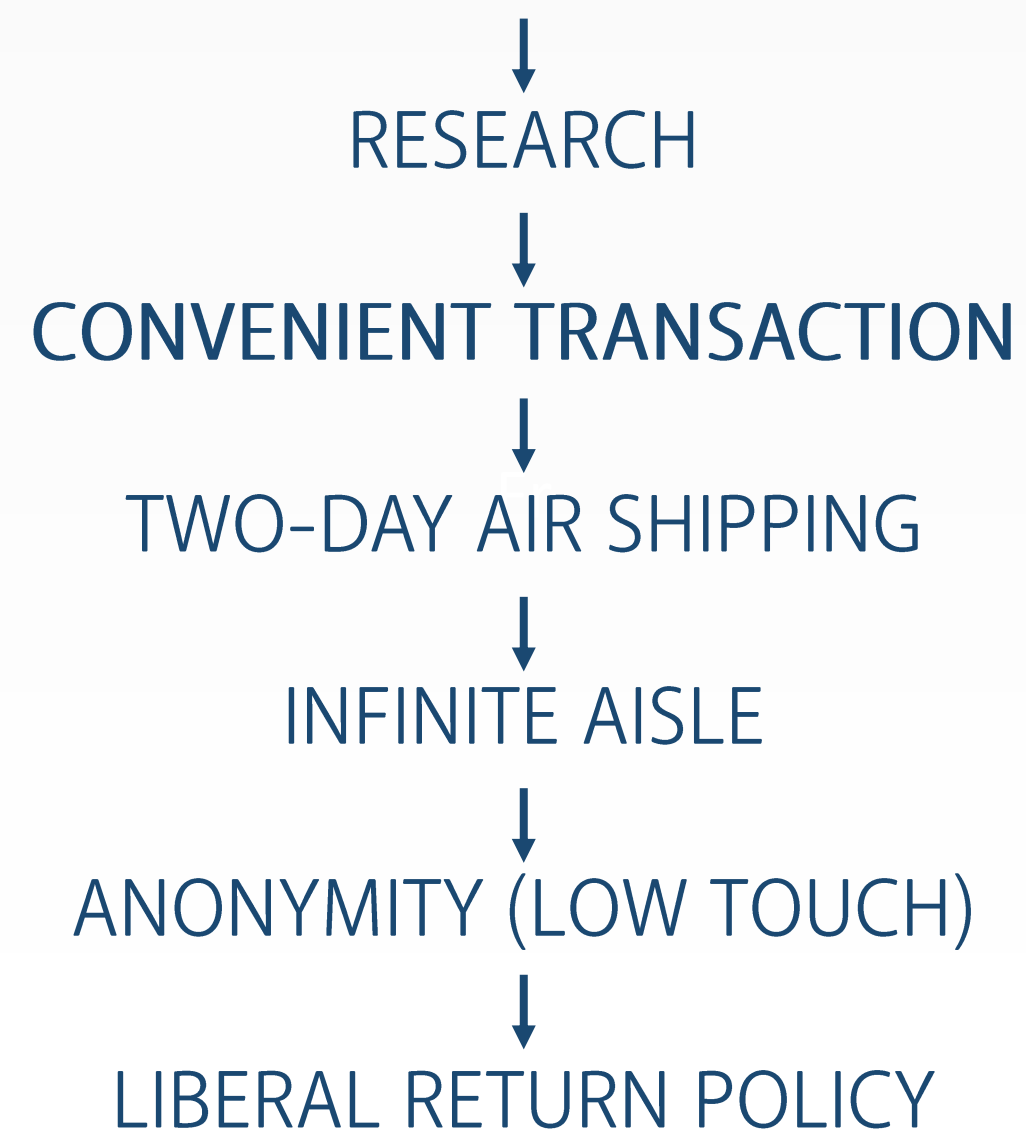 RESEARCH
CONVENIENT TRANSACTION
TWO-DAY AIR SHIPPING
INFINITE AISLE
ANONYMITY (LOW TOUCH)
LIBERAL RETURN POLICY